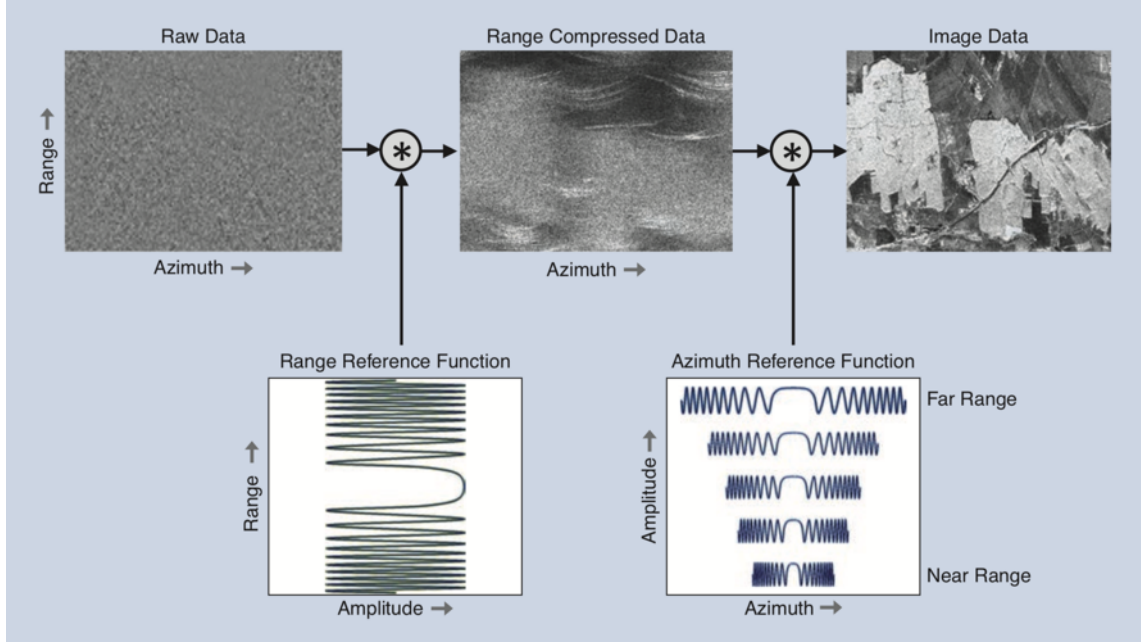 Raw Data
Range Compressed Data
Image Data
Range →
*
*
Azimuth →
Azimuth →
Range Reference Function
Azimuth Reference Function
Range →
Amplitude →
Far Range
Near Range
Amplitude →
Azimuth →